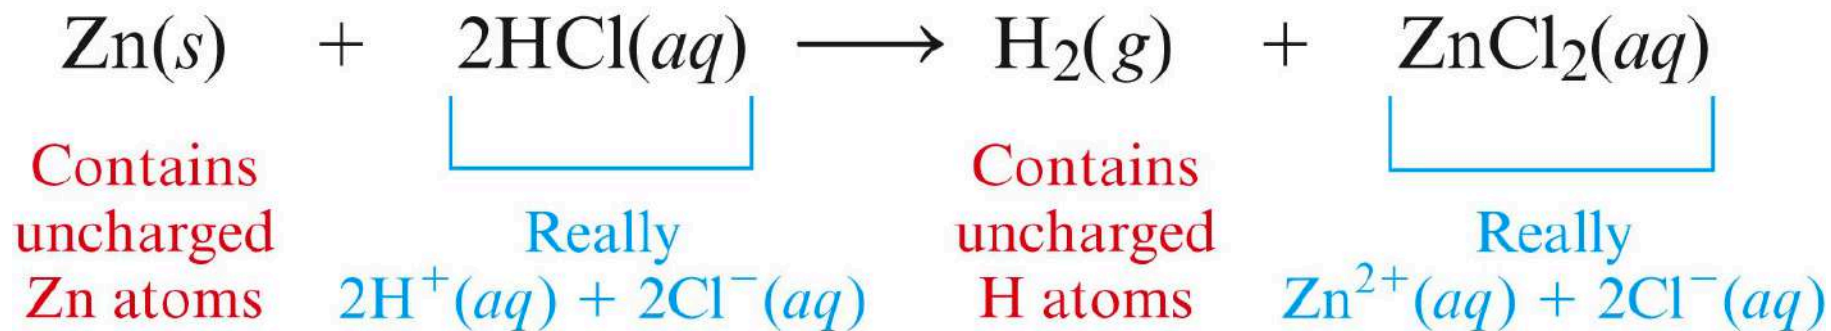 Zn(s) + 2HCl(aq) ⟶ H₂(g) + ZnCl₂(aq)
Contains
uncharged
Zn atoms
Really
2H⁺(aq) + 2Cl⁻(aq)
Contains
uncharged
H atoms
Really
Zn²⁺(aq) + 2Cl⁻(aq)